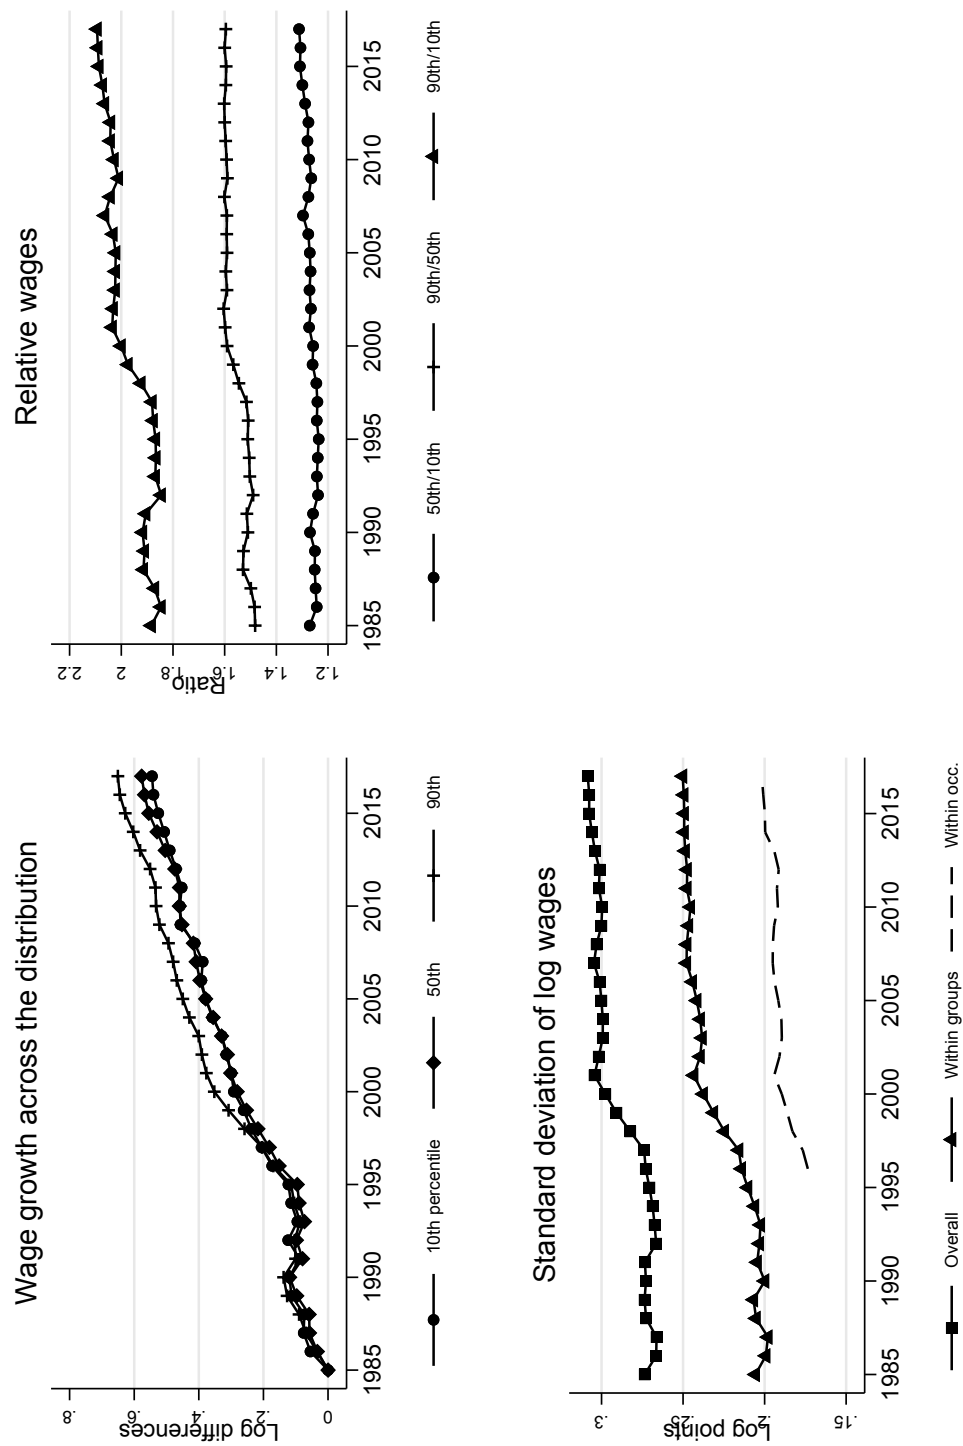 Wage growth across the distribution
Log differences
.8
.6
.4
.2
0
1985 1990 1995 2000 2005 2010 2015
10th percentile 50th 90th
Relative wages
Ratio
2.2
2
1.8
1.6
1.4
1.2
1985 1990 1995 2000 2005 2010 2015
50th/10th 90th/50th 90th/10th
Standard deviation of log wages
Log points
.3
.25
.2
.15
1985 1990 1995 2000 2005 2010 2015
Overall Within groups Within occ.